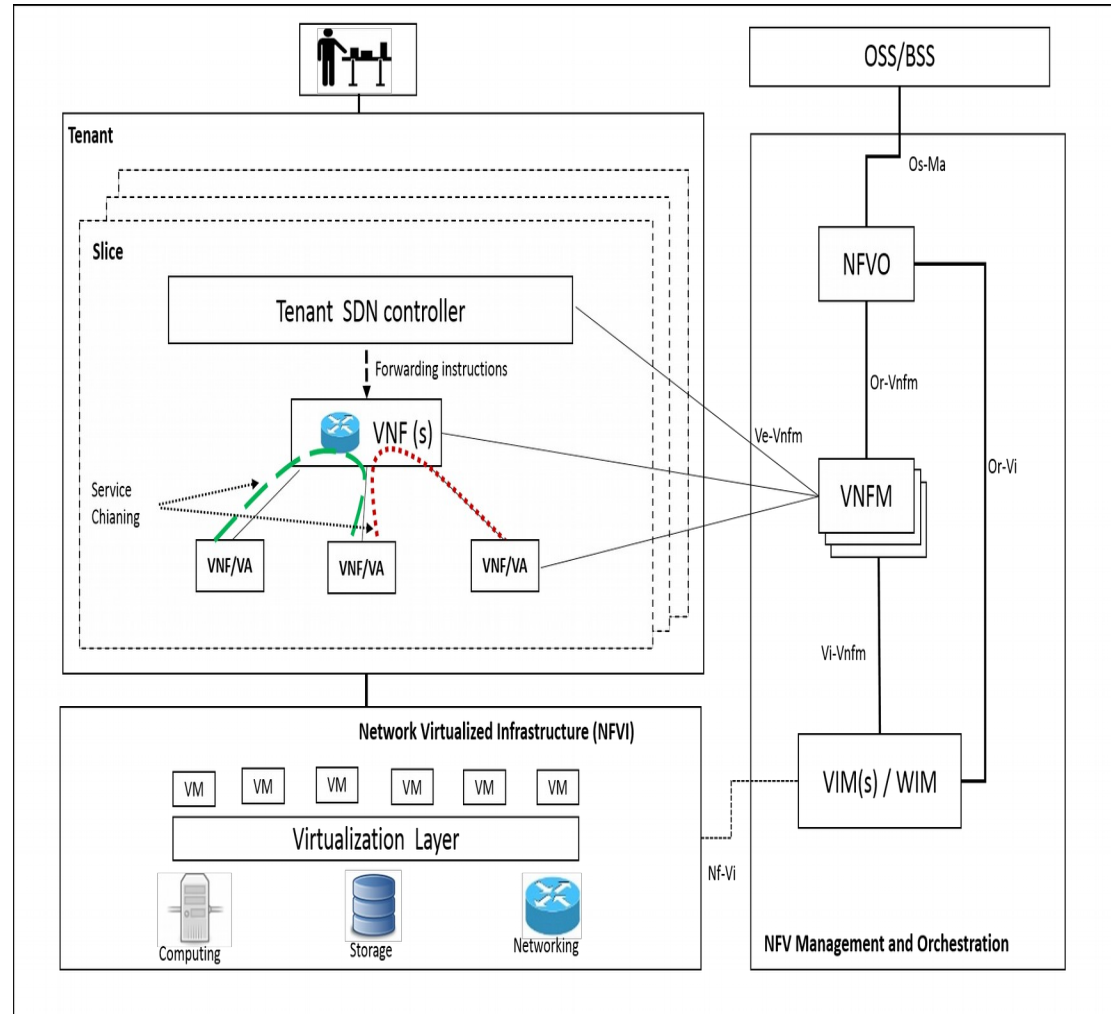 OSS/BSS
Tenant
Os-Ma
Slice
NFVO
Tenant SDN controller
Forwarding instructions
Or-Vnfm
VNF (s)
Ve-Vnfm
Or-Vi
Service
Chianing
VNFM
VNF/VA
VNF/VA
VNF/VA
Vi-Vnfm
Network Virtualized Infrastructure (NFVI)
VM
VM
VM
VM
VM
VM
VIM(s) / WIM
Virtualization Layer
Nf-Vi
Computing
Storage
Networking
NFV Management and Orchestration